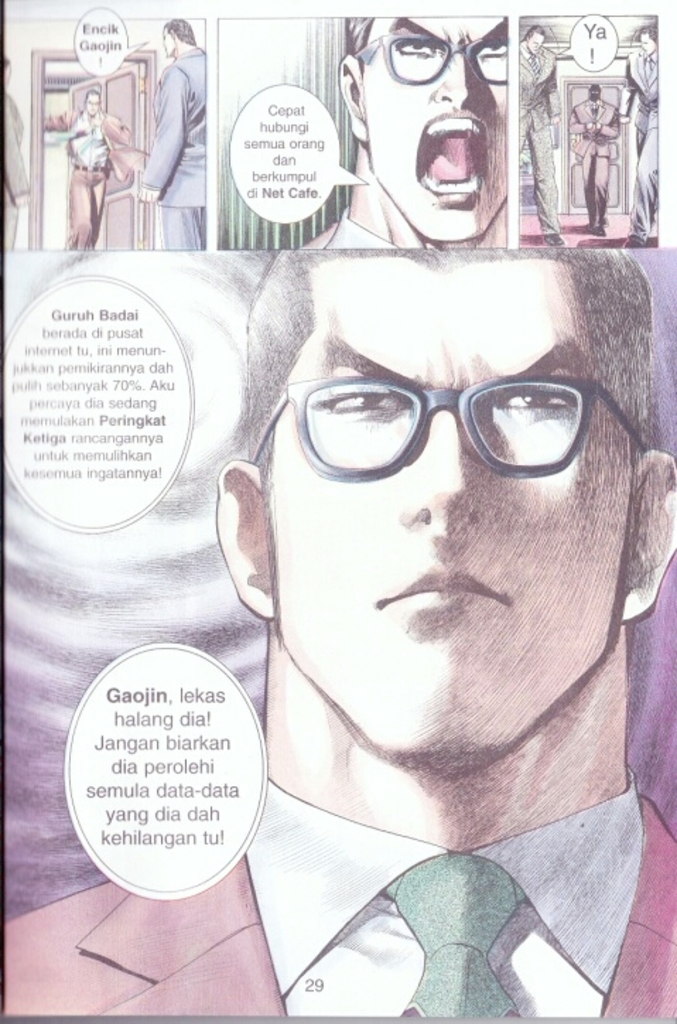 Encik
Gaojin
!
Cepat
hubungi
semua orang
dan
berkumpul
di Net Cafe.
Ya
!
Guruh Badai
berada di pusat
internet tu, ini menun-
jukkan pemikirannya dah
pulih sebanyak 70%. Aku
percaya dia sedang
memulakan Peringkat
Ketiga rancangannya
untuk memulihkan
kesemua ingatannya!
Gaojin, lekas
halang dia!
Jangan biarkan
dia perolehi
semula data-data
yang dia dah
kehilangan tu!
29